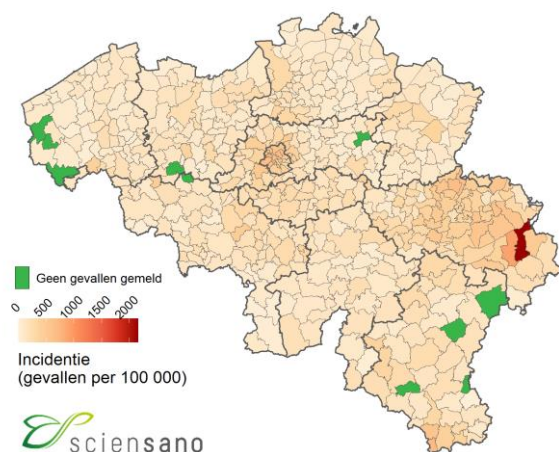 Geen gevallen gemeld
0 500 1000 1500 2000
Incidentie
(gevallen per 100 000)
sciensano